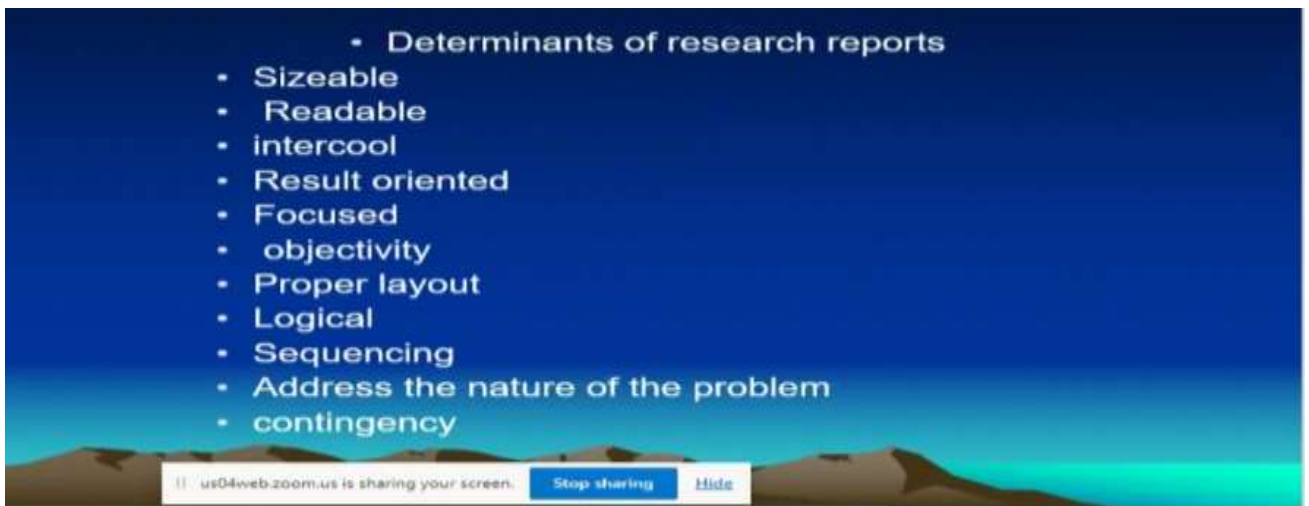 • Determinants of research reports
• Sizeable
• Readable
• intercool
• Result oriented
• Focused
• objectivity
• Proper layout
• Logical
• Sequencing
• Address the nature of the problem
• contingency
us04web.zoom.us is sharing your screen. Stop sharing Hide